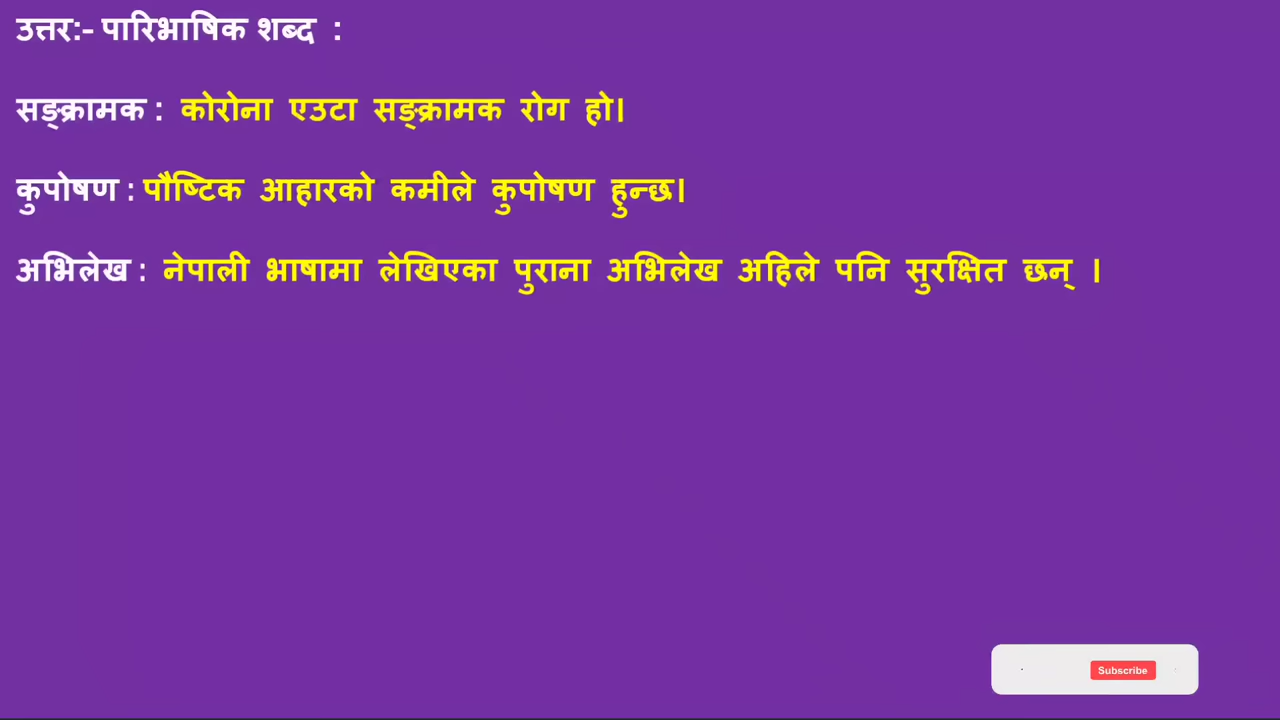 उत्तर:- पारिभाषिक शब्द :
सङ्क्रामक : कोरोना एउटा सङ्क्रामक रोग हो।
कुपोषण : पौष्टिक आहारको कमीले कुपोषण हुन्छ।
अभिलेख : नेपाली भाषामा लेखिएका पुराना अभिलेख अहिले पनि सुरक्षित छन् ।
Subscribe